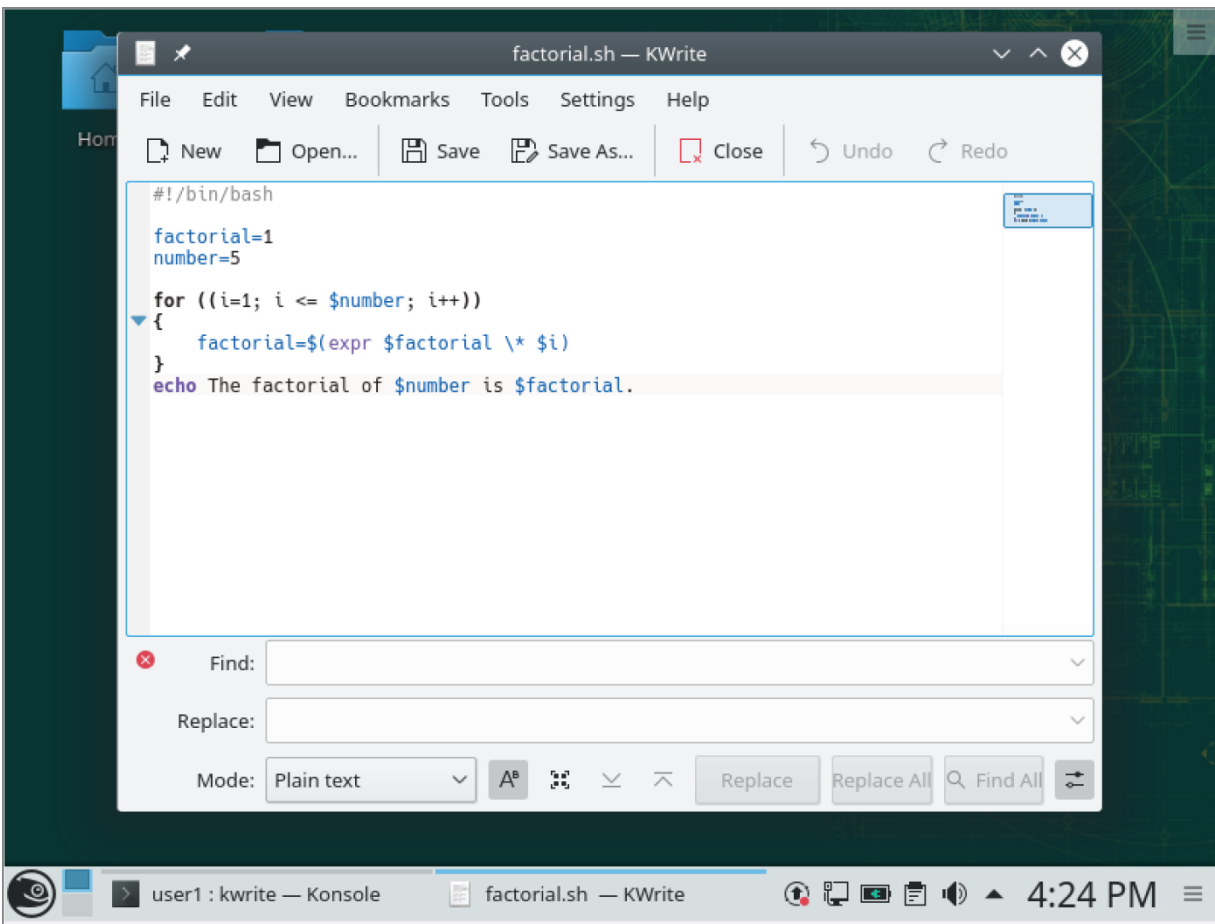 factorial.sh — KWrite
File Edit View Bookmarks Tools Settings Help
New Open... Save Save As... Close Undo Redo
#!/bin/bash
factorial=1
number=5
for ((i=1; i <= $number; i++))
{
factorial=$(expr $factorial \* $i)
}
echo The factorial of $number is $factorial.
Find:
Replace:
Mode: Plain text Replace Replace All Find All
user1 : kwrite — Konsole factorial.sh — KWrite 4:24 PM